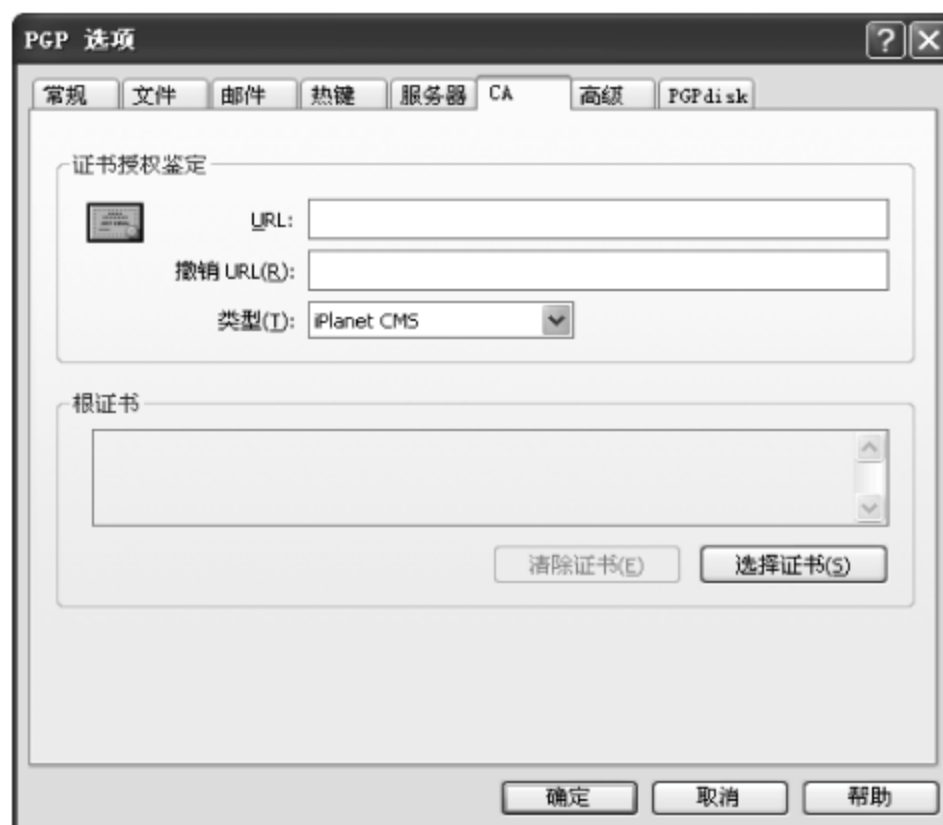 PGP 选项
常规 文件 邮件 热键 服务器 CA 高级 PGPdisk
证书授权鉴定
URL:
撤销 URL(R):
类型(T): iPlanet CMS
根证书
清除证书(E) 选择证书(S)
确定 取消 帮助